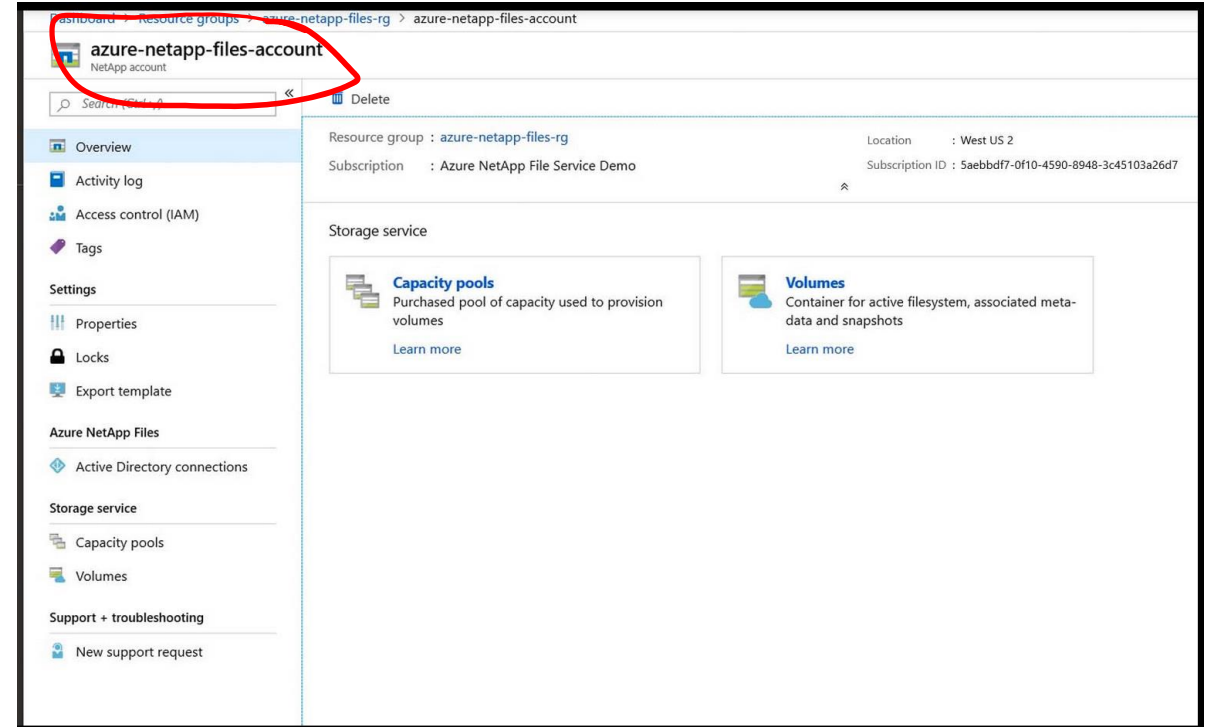 Dashboard > Resource groups > azure-netapp-files-rg > azure-netapp-files-account
azure-netapp-files-account
NetApp account
Search (Ctrl+/)
«
Delete
Overview
Activity log
Access control (IAM)
Tags
Settings
Properties
Locks
Export template
Azure NetApp Files
Active Directory connections
Storage service
Capacity pools
Volumes
Support + troubleshooting
New support request
Resource group : azure-netapp-files-rg
Subscription : Azure NetApp File Service Demo
Location : West US 2
Subscription ID : 5aebbdf7-0f10-4590-8948-3c45103a26d7
Storage service
Capacity pools
Purchased pool of capacity used to provision
volumes
Learn more
Volumes
Container for active filesystem, associated meta-
data and snapshots
Learn more